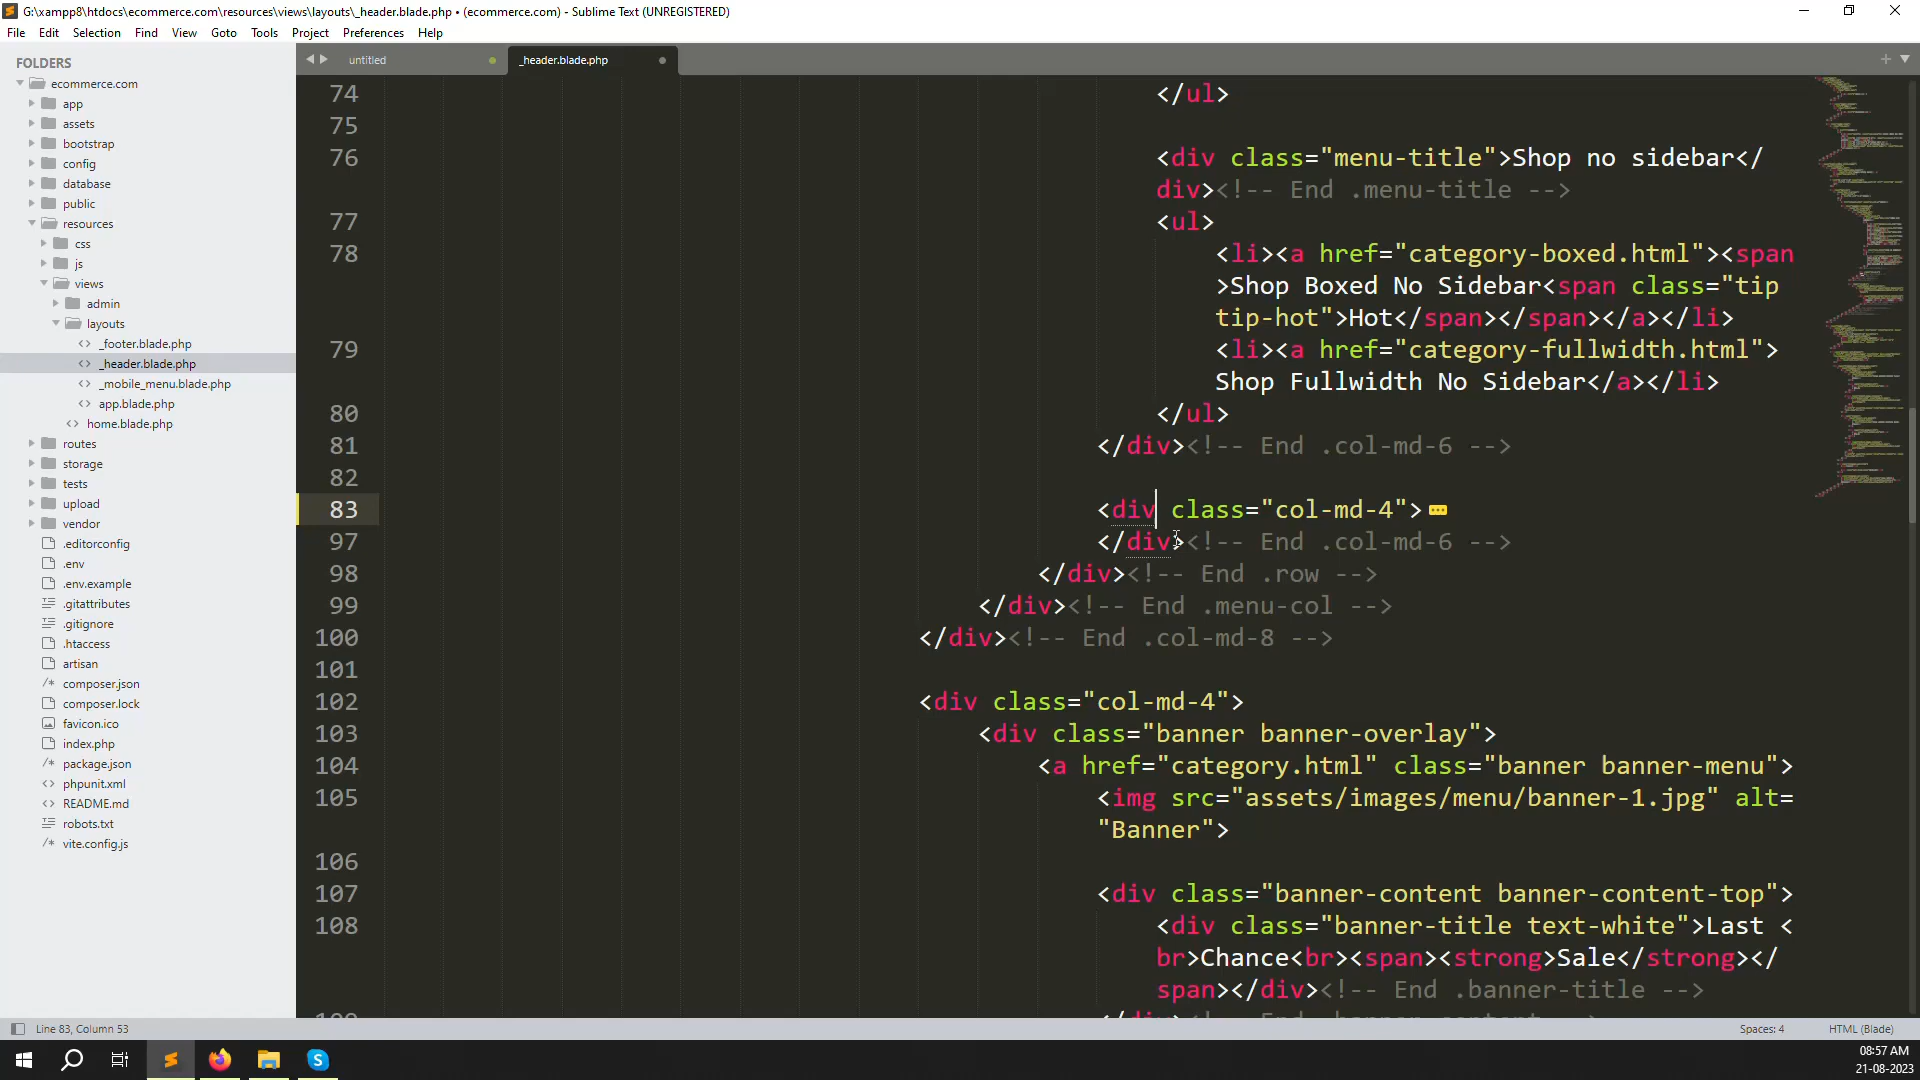 G:\xampp8\htdocs\ecommerce.com\resources\views\layouts\_header.blade.php • (ecommerce.com) - Sublime Text (UNREGISTERED)
File Edit Selection Find View Goto Tools Project Preferences Help
FOLDERS
ecommerce.com
app
assets
bootstrap
config
database
public
resources
css
js
views
admin
layouts
_footer.blade.php
_header.blade.php
_mobile_menu.blade.php
app.blade.php
home.blade.php
routes
storage
tests
upload
vendor
.editorconfig
.env
.env.example
.gitattributes
.gitignore
.htaccess
artisan
composer.json
composer.lock
favicon.ico
index.php
package.json
phpunit.xml
README.md
robots.txt
vite.config.js
untitled
_header.blade.php
74 </ul>
75
76 <div class="menu-title">Shop no sidebar</
div><!-- End .menu-title -->
77 <ul>
78 <li><a href="category-boxed.html"><span
>Shop Boxed No Sidebar<span class="tip
tip-hot">Hot</span></span></a></li>
79 <li><a href="category-fullwidth.html">
Shop Fullwidth No Sidebar</a></li>
80 </ul>
81 </div><!-- End .col-md-6 -->
82
83 <div class="col-md-4">
97 </div><!-- End .col-md-6 -->
98 </div><!-- End .row -->
99 </div><!-- End .menu-col -->
100 </div><!-- End .col-md-8 -->
101
102 <div class="col-md-4">
103 <div class="banner banner-overlay">
104 <a href="category.html" class="banner banner-menu">
105 <img src="assets/images/menu/banner-1.jpg" alt=
"Banner">
106
107 <div class="banner-content banner-content-top">
108 <div class="banner-title text-white">Last <
br>Chance<br><span><strong>Sale</strong></
span></div><!-- End .banner-title -->
Line 83, Column 53
Spaces: 4
HTML (Blade)
08:57 AM
21-08-2023